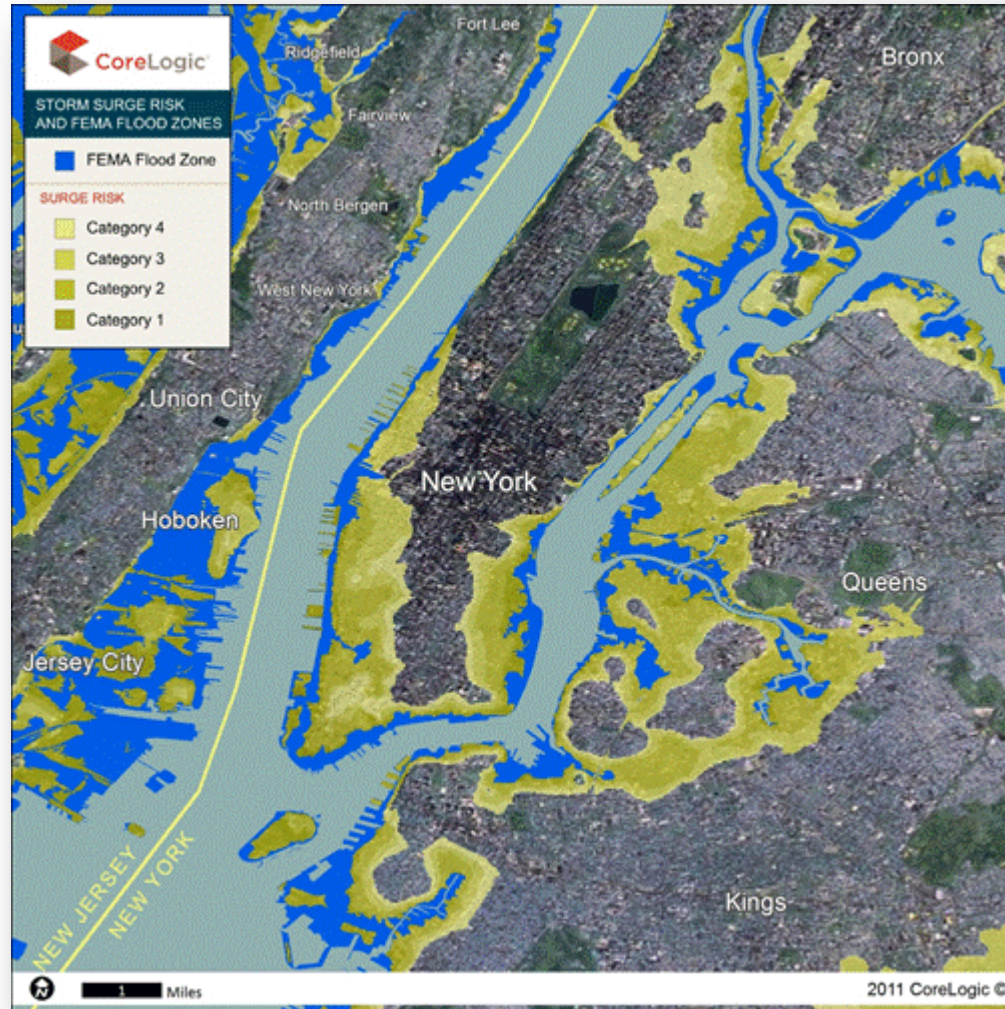 CoreLogic®
STORM SURGE RISK
AND FEMA FLOOD ZONES
FEMA Flood Zone
SURGE RISK
Category 4
Category 3
Category 2
Category 1
Fort Lee
Ridgefield
Bronx
Fairview
North Bergen
West New York
Union City
New York
Hoboken
Queens
Jersey City
Kings
NEW JERSEY
NEW YORK
N
1 Miles
2011 CoreLogic ©